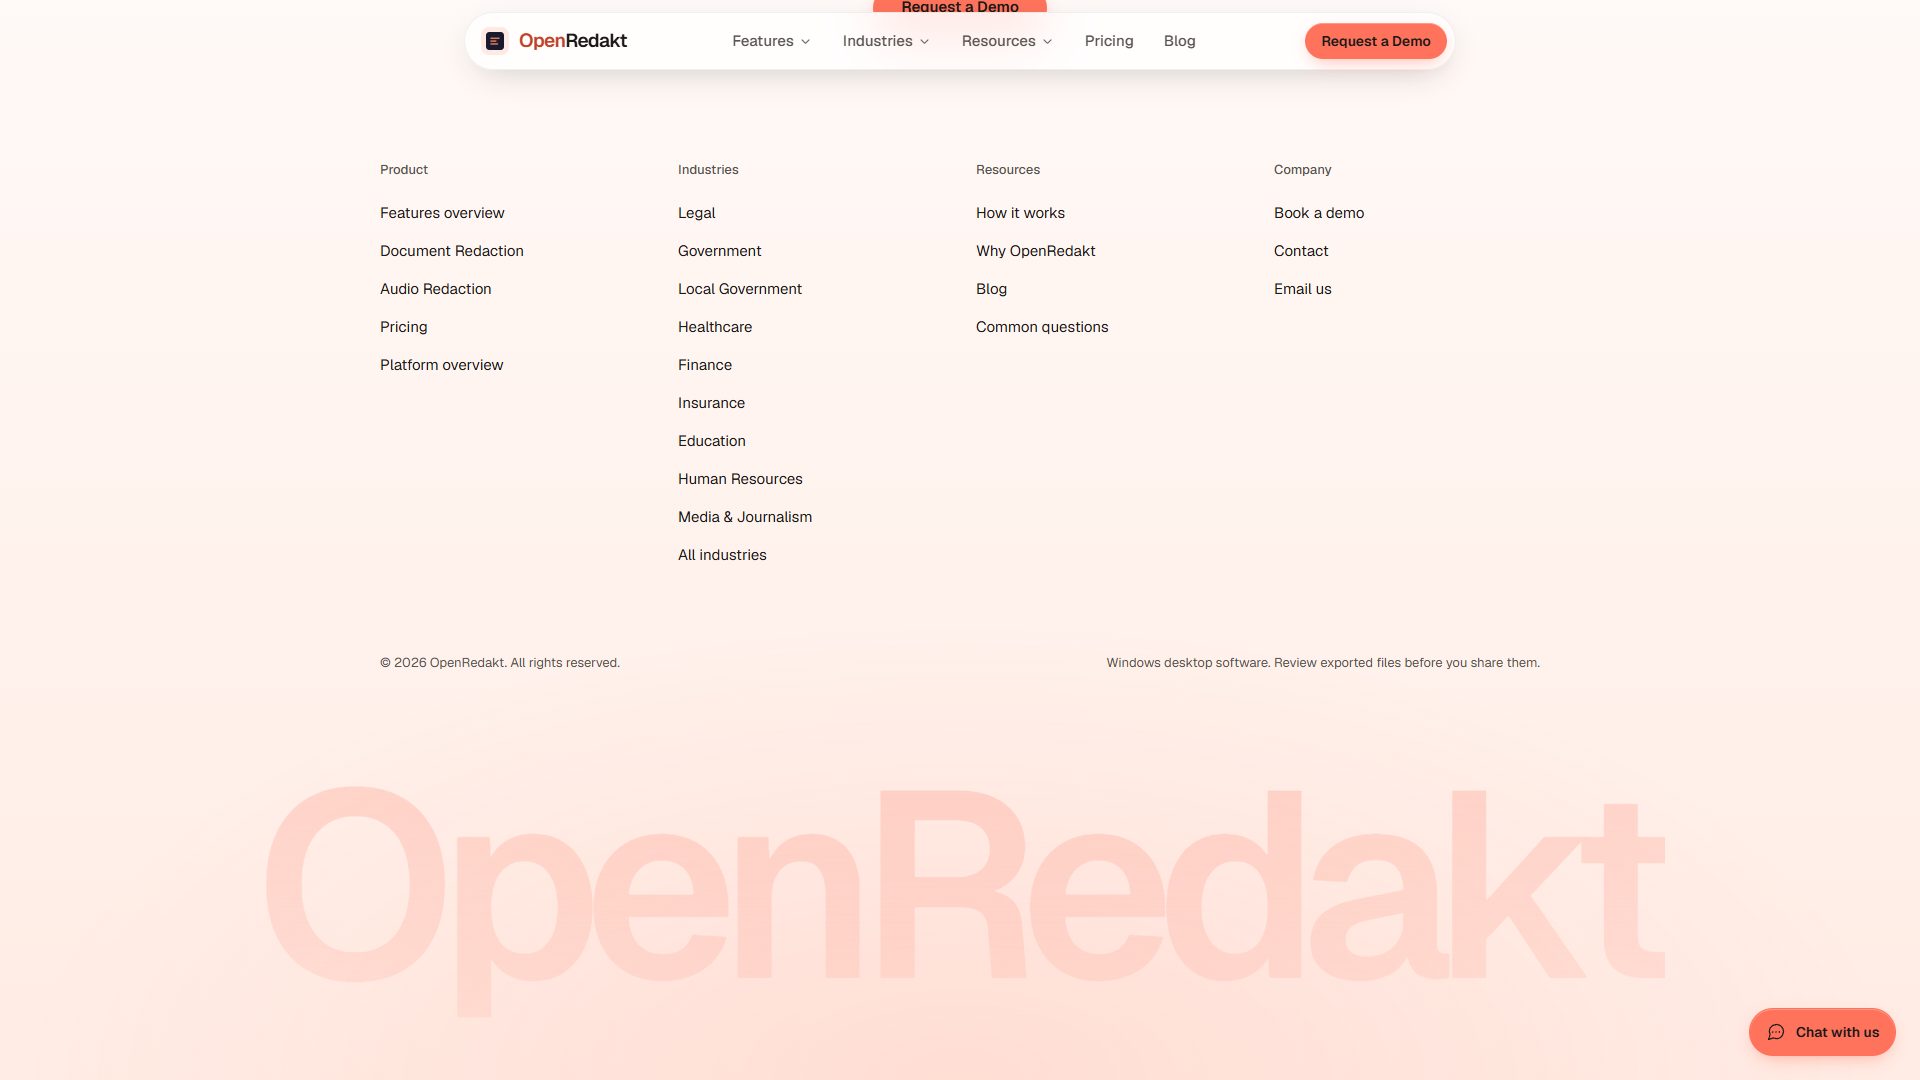 Request a Demo
OpenRedakt
Features
Industries
Resources
Pricing
Blog
Request a Demo
Product
Features overview
Document Redaction
Audio Redaction
Pricing
Platform overview
Industries
Legal
Government
Local Government
Healthcare
Finance
Insurance
Education
Human Resources
Media & Journalism
All industries
Resources
How it works
Why OpenRedakt
Blog
Common questions
Company
Book a demo
Contact
Email us
© 2026 OpenRedakt. All rights reserved.
Windows desktop software. Review exported files before you share them.
OpenRedakt
Chat with us